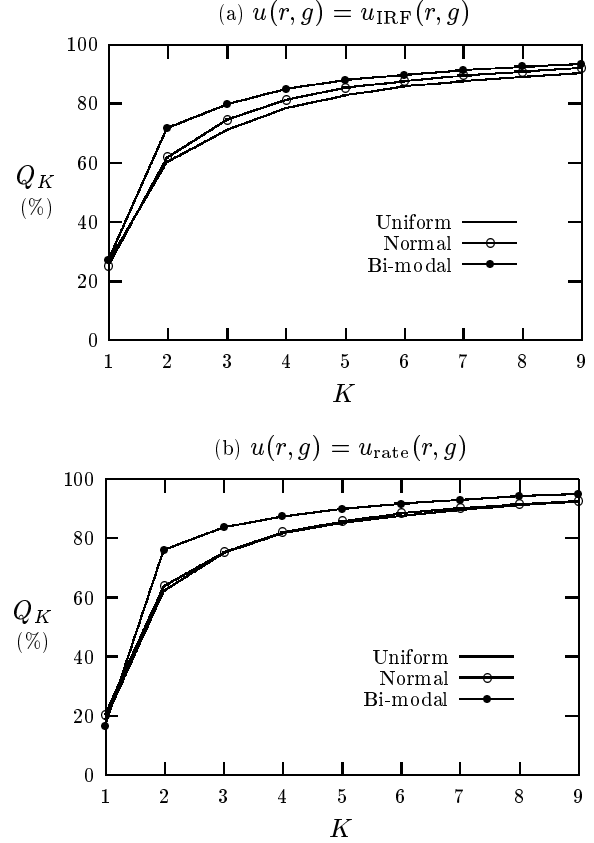 (a) u(r, g) = u_IRF(r, g)
100
80
60
40
20
0
Q_K
(%)
Uniform
Normal
Bi-modal
1 2 3 4 5 6 7 8 9
K
(b) u(r, g) = u_rate(r, g)
100
80
60
40
20
0
Q_K
(%)
Uniform
Normal
Bi-modal
1 2 3 4 5 6 7 8 9
K